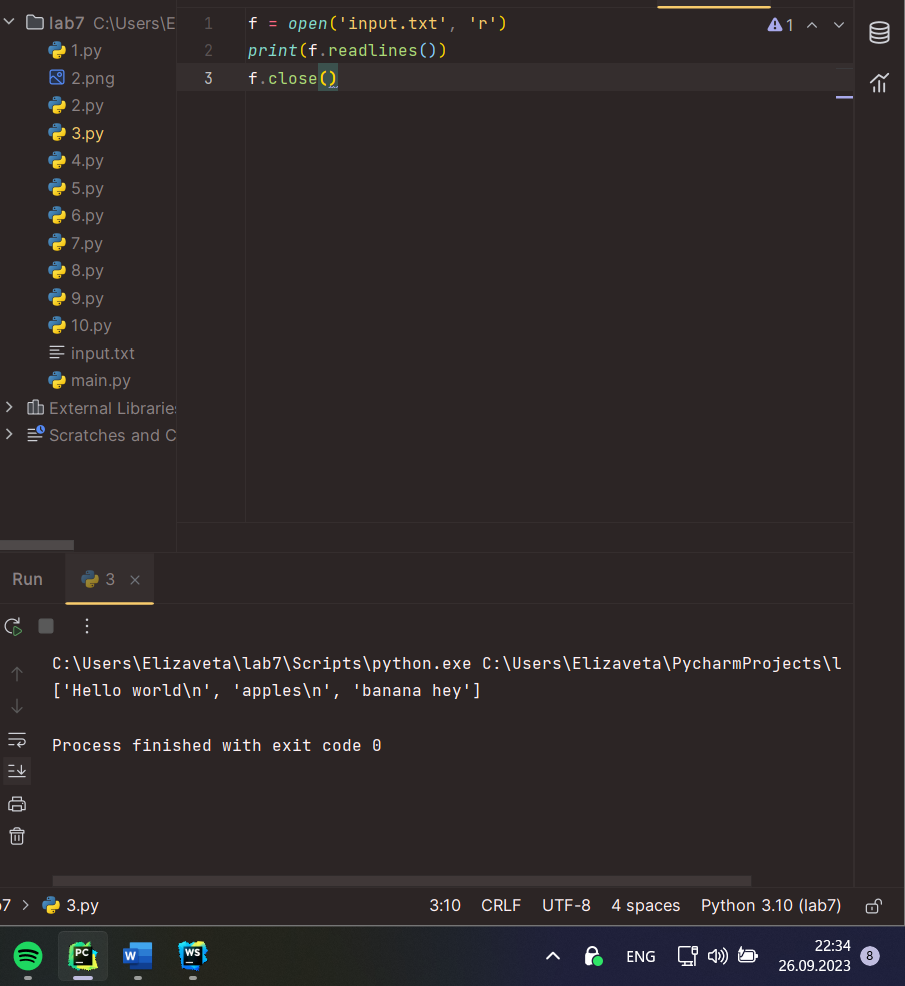 lab7 C:\Users\E
1.py
2.png
2.py
3.py
4.py
5.py
6.py
7.py
8.py
9.py
10.py
input.txt
main.py
External Libraries
Scratches and C
1 f = open('input.txt', 'r')
2 print(f.readlines())
3 f.close()
1
Run
3
C:\Users\Elizaveta\lab7\Scripts\python.exe C:\Users\Elizaveta\PycharmProjects\l
['Hello world\n', 'apples\n', 'banana hey']
Process finished with exit code 0
b7 > 3.py
3:10 CRLF UTF-8 4 spaces Python 3.10 (lab7)
PC
W
WS
ENG
22:34
26.09.2023
8